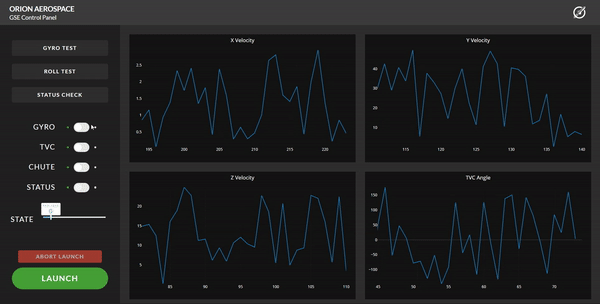 ORION AEROSPACE
GSE Control Panel
GYRO TEST
ROLL TEST
STATUS CHECK
GYRO
TVC
CHUTE
STATUS
STATE
ABORT LAUNCH
LAUNCH
X Velocity
2.5
2
1.5
1
0.5
195
200
205
210
215
220
Y Velocity
40
30
20
10
115
120
125
130
135
140
Z Velocity
25
20
15
10
5
85
90
95
100
105
110
TVC Angle
150
100
50
0
−50
−100
45
50
55
60
65
70